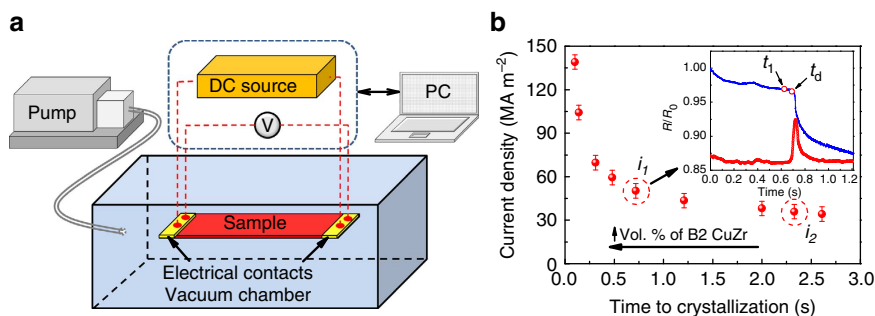 a
Pump
DC source
V
PC
Sample
Electrical contacts
Vacuum chamber
b
Current density (MA m⁻²)
150
120
90
60
30
0
0.0 0.5 1.0 1.5 2.0 2.5 3.0
Time to crystallization (s)
i₁
i₂
Vol. % of B2 CuZr
R/R₀
1.00
0.95
0.90
0.85
0.0 0.2 0.4 0.6 0.8 1.0 1.2
Time (s)
t₁
t_d